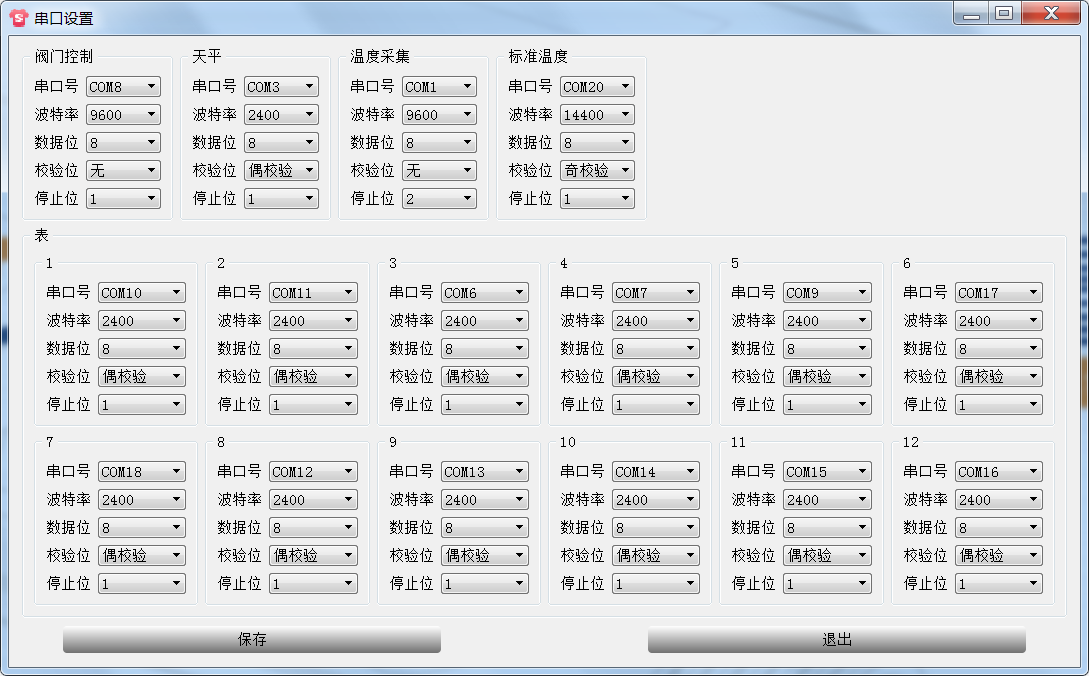 串口设置
阀门控制 天平 温度采集 标准温度
串口号 COM8 串口号 COM3 串口号 COM1 串口号 COM20
波特率 9600 波特率 2400 波特率 9600 波特率 14400
数据位 8 数据位 8 数据位 8 数据位 8
校验位 无 校验位 偶校验 校验位 无 校验位 奇校验
停止位 1 停止位 1 停止位 2 停止位 1
表
1 2 3 4 5 6
串口号 COM10 串口号 COM11 串口号 COM6 串口号 COM7 串口号 COM9 串口号 COM17
波特率 2400 波特率 2400 波特率 2400 波特率 2400 波特率 2400 波特率 2400
数据位 8 数据位 8 数据位 8 数据位 8 数据位 8 数据位 8
校验位 偶校验 校验位 偶校验 校验位 偶校验 校验位 偶校验 校验位 偶校验 校验位 偶校验
停止位 1 停止位 1 停止位 1 停止位 1 停止位 1 停止位 1
7 8 9 10 11 12
串口号 COM18 串口号 COM12 串口号 COM13 串口号 COM14 串口号 COM15 串口号 COM16
波特率 2400 波特率 2400 波特率 2400 波特率 2400 波特率 2400 波特率 2400
数据位 8 数据位 8 数据位 8 数据位 8 数据位 8 数据位 8
校验位 偶校验 校验位 偶校验 校验位 偶校验 校验位 偶校验 校验位 偶校验 校验位 偶校验
停止位 1 停止位 1 停止位 1 停止位 1 停止位 1 停止位 1
保存 退出